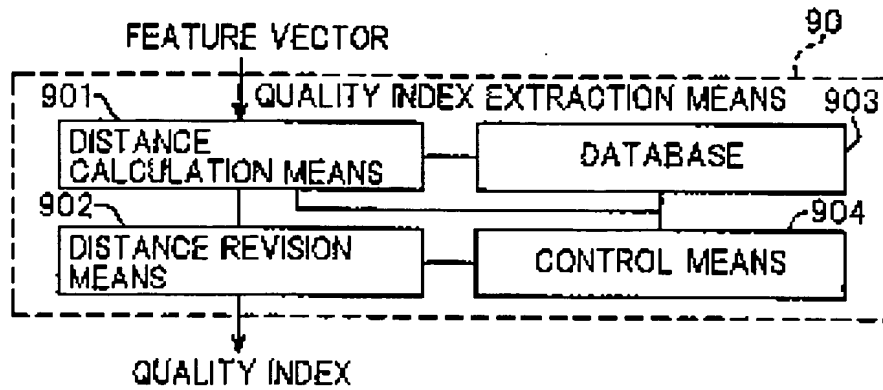 FEATURE VECTOR
90
901
QUALITY INDEX EXTRACTION MEANS
903
DISTANCE
CALCULATION MEANS
DATABASE
902
904
DISTANCE REVISION
MEANS
CONTROL MEANS
QUALITY INDEX